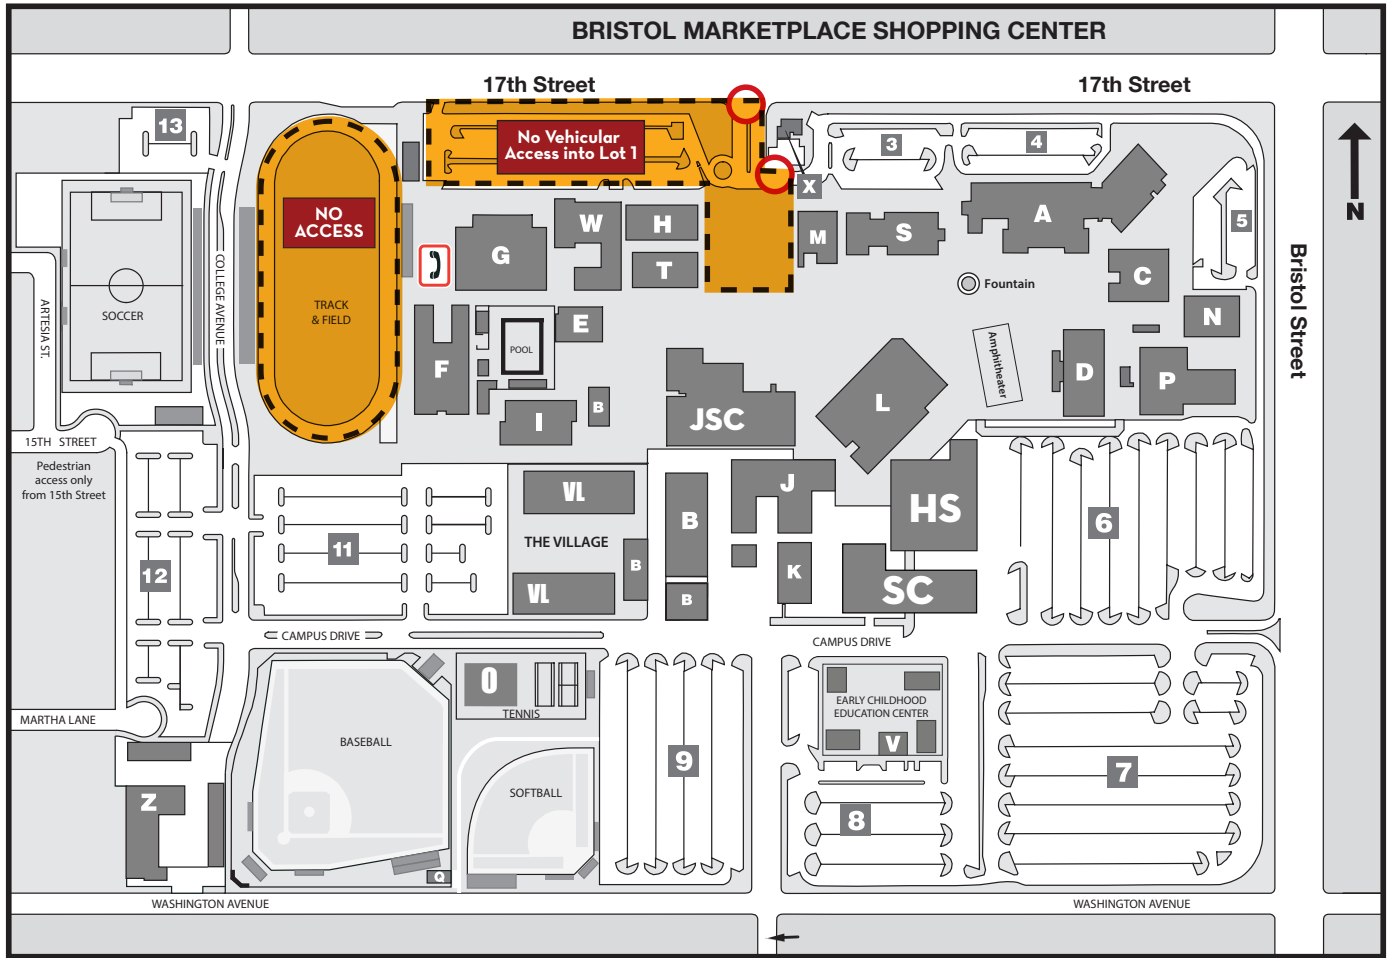 BRISTOL MARKETPLACE SHOPPING CENTER
17th Street
17th Street
13
No Vehicular
Access into Lot 1
3
4
X
N
NO
ACCESS
W
H
M
S
A
5
G
T
C
Fountain
Bristol Street
COLLEGE AVENUE
ARTESIA ST.
SOCCER
TRACK
& FIELD
E
N
POOL
F
Amphitheater
D
P
B
I
JSC
L
15TH STREET
Pedestrian
access only
from 15th Street
VL
J
B
HS
6
11
THE VILLAGE
12
B
K
VL
B
SC
CAMPUS DRIVE
CAMPUS DRIVE
O
TENNIS
EARLY CHILDHOOD
EDUCATION CENTER
MARTHA LANE
BASEBALL
V
9
7
Z
SOFTBALL
8
Q
WASHINGTON AVENUE
WASHINGTON AVENUE